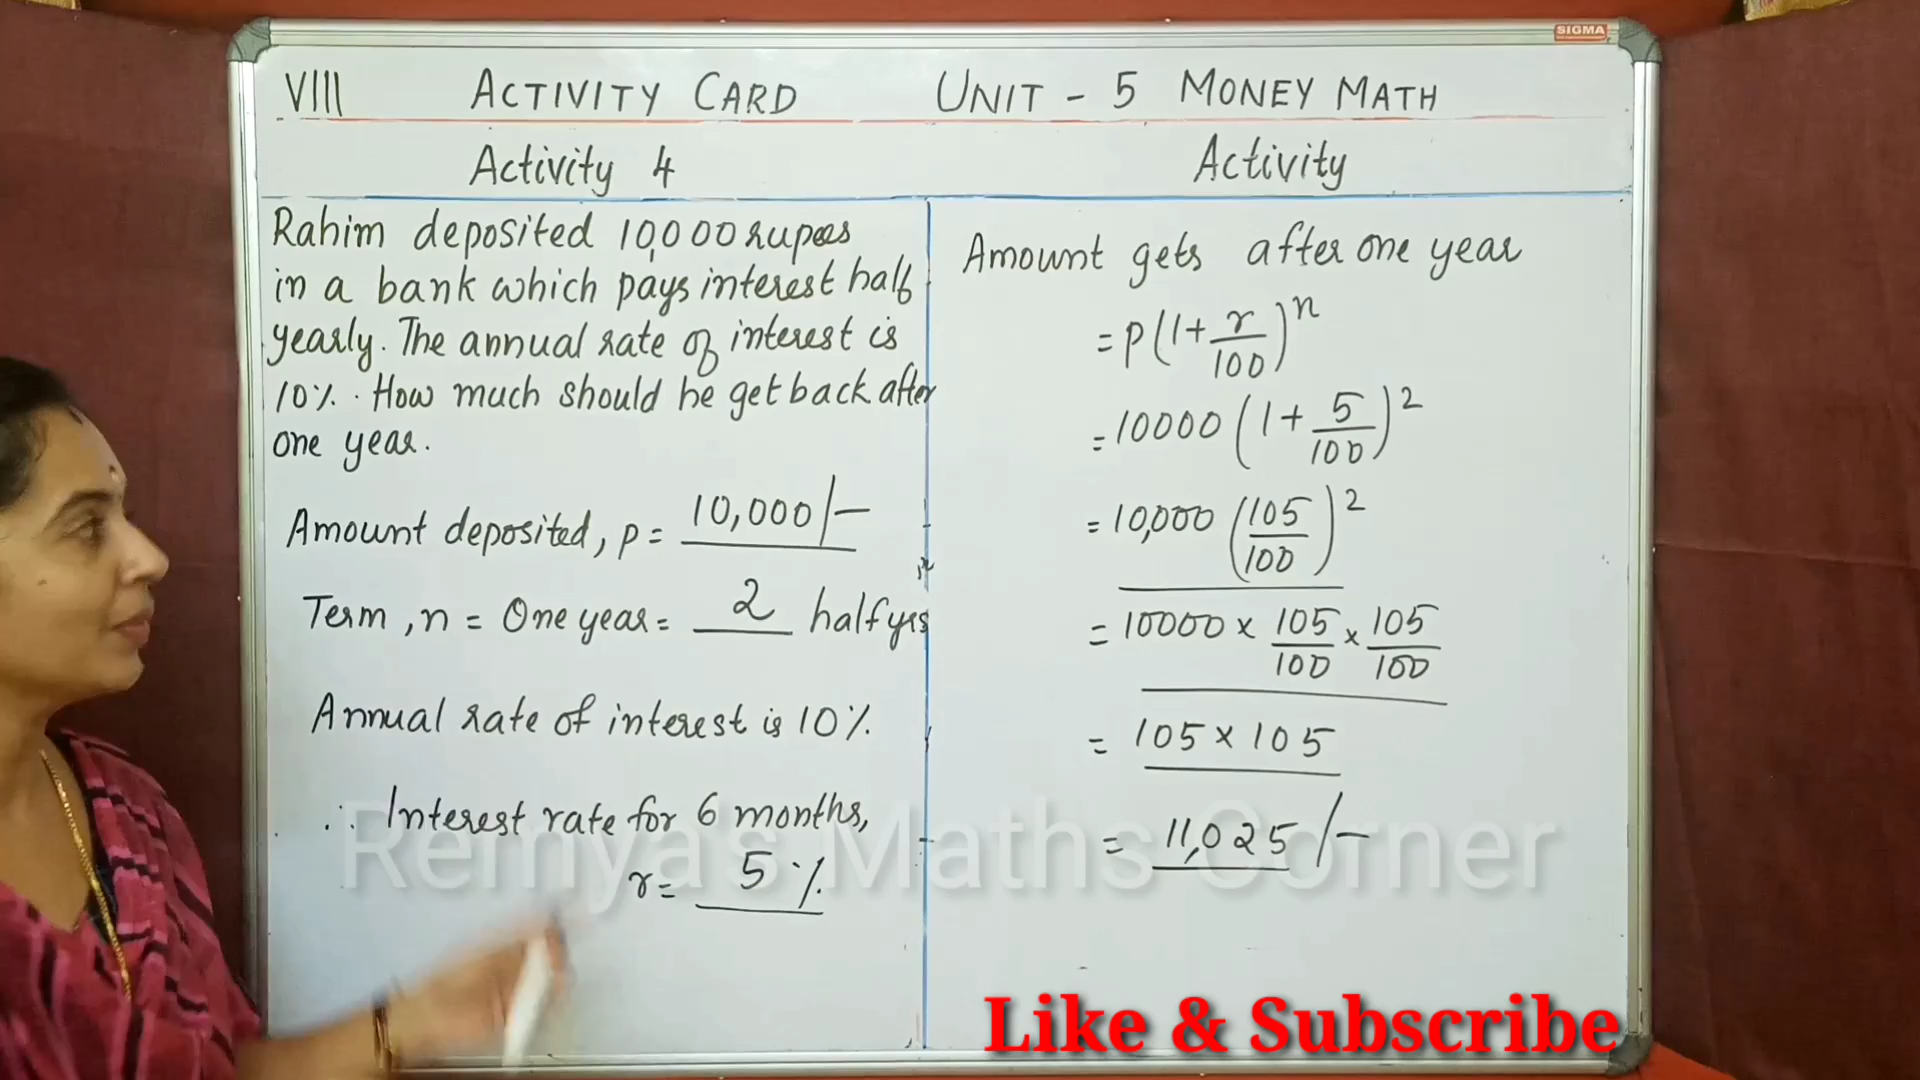 SIGMA
VIII ACTIVITY CARD UNIT - 5 MONEY MATH
Activity 4
Rahim deposited 10,000 rupees
in a bank which pays interest half
yearly. The annual rate of interest is
10%. How much should he get back after
one year.
Amount deposited, p = 10,000/-
Term, n = One year = 2 half yrs
Annual rate of interest is 10%.
∴ Interest rate for 6 months,
r = 5%
Activity
Amount gets after one year
= p(1+r/100)^n
= 10000(1+5/100)^2
= 10,000(105/100)^2
= 10000 × 105/100 × 105/100
= 105 × 105
= 11,025/-
Remya's Maths Corner
Like & Subscribe